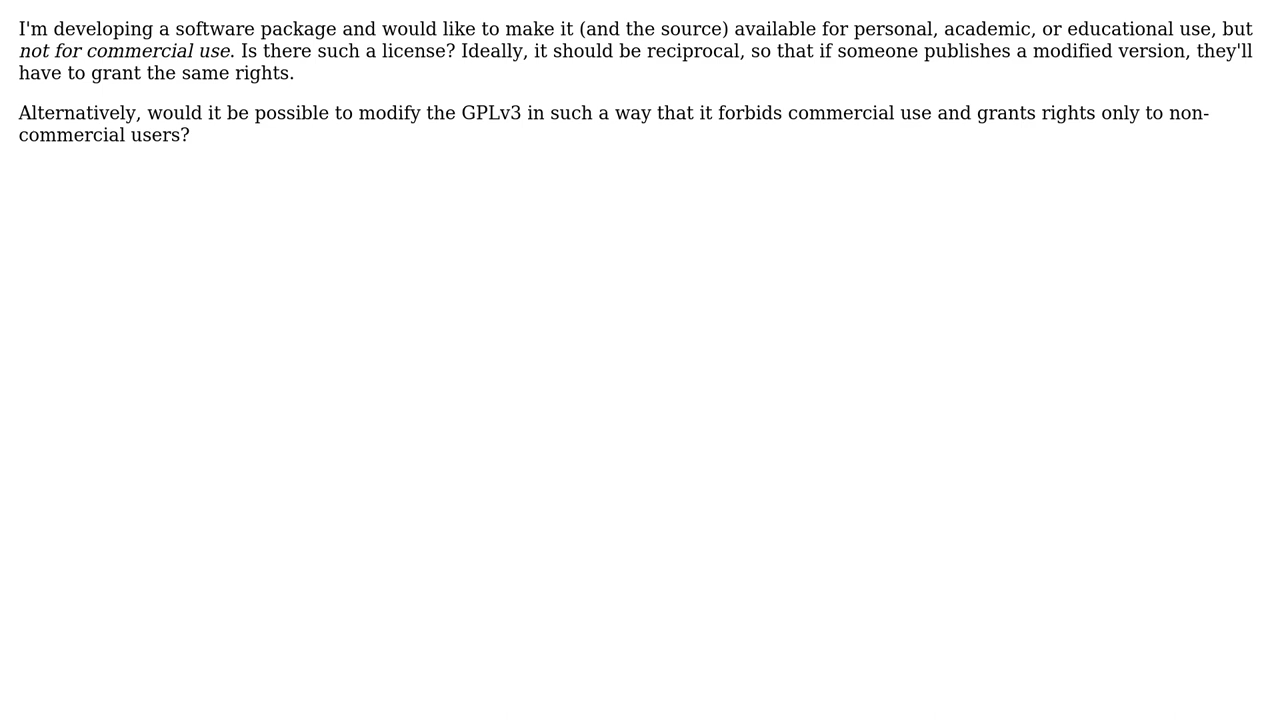 I'm developing a software package and would like to make it (and the source) available for personal, academic, or educational use, but
not for commercial use. Is there such a license? Ideally, it should be reciprocal, so that if someone publishes a modified version, they'll
have to grant the same rights.
Alternatively, would it be possible to modify the GPLv3 in such a way that it forbids commercial use and grants rights only to non-
commercial users?